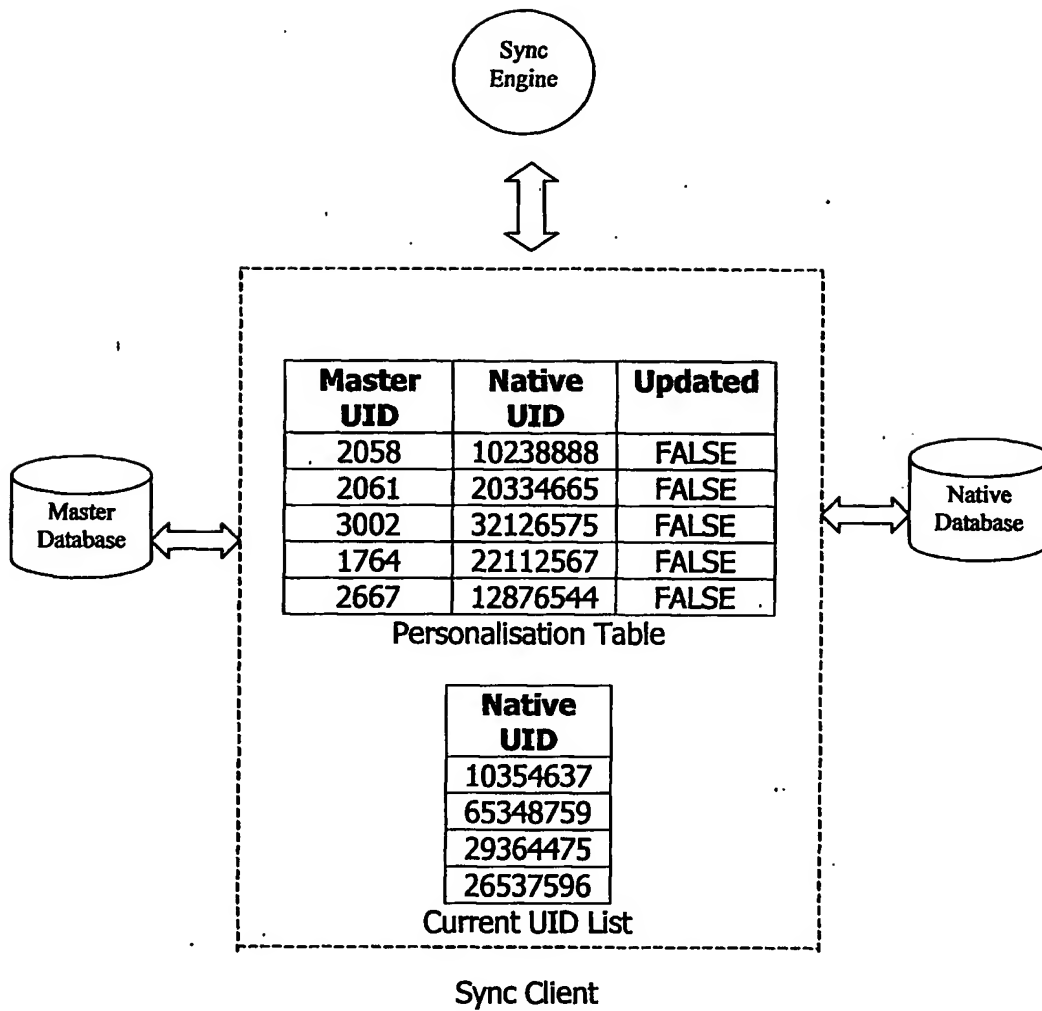 Sync
Engine
Master
UID
Native
UID
Updated
2058 10238888 FALSE
2061 20334665 FALSE
3002 32126575 FALSE
1764 22112567 FALSE
2667 12876544 FALSE
Personalisation Table
Master
Database
Native
Database
Native
UID
10354637
65348759
29364475
26537596
Current UID List
Sync Client